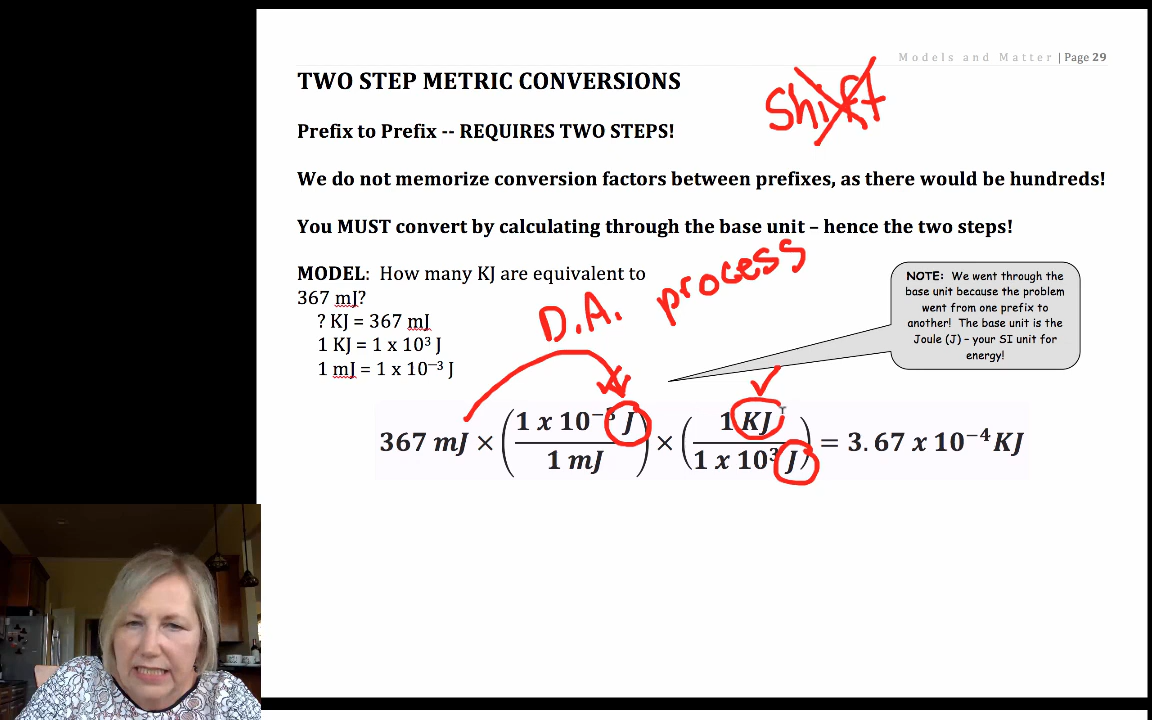 Models and Matter | Page 29
TWO STEP METRIC CONVERSIONS
Shift
Prefix to Prefix -- REQUIRES TWO STEPS!
We do not memorize conversion factors between prefixes, as there would be hundreds!
You MUST convert by calculating through the base unit – hence the two steps!
MODEL: How many KJ are equivalent to
367 mJ?
? KJ = 367 mJ
1 KJ = 1 x 10³ J
1 mJ = 1 x 10⁻³ J
D.A. process
NOTE: We went through the
base unit because the problem
went from one prefix to
another! The base unit is the
Joule (J) – your SI unit for
energy!
367 mJ × (1 x 10⁻³ J / 1 mJ) × (1 KJ / 1 x 10³ J) = 3.67 x 10⁻⁴ KJ